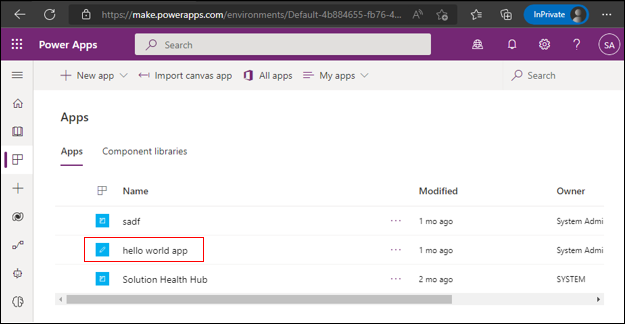 https://make.powerapps.com/environments/Default-4b884655-fb76-4... InPrivate
Power Apps Search ? SA
New app Import canvas app All apps My apps Search
Apps
Apps Component libraries
Name Modified Owner
sadf ... 1 mo ago System Admi
hello world app ... 1 mo ago System Admi
Solution Health Hub ... 2 mo ago SYSTEM